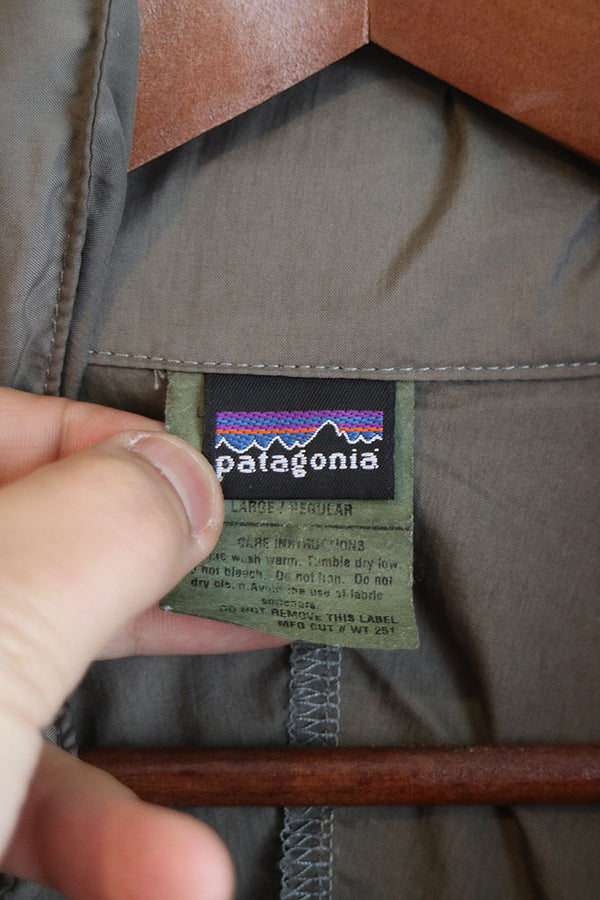 patagonia
LARGE / REGULAR
CARE INSTRUCTIONS
wash warm. Tumble dry low.
not bleach. Do not iron. Do not
dry clean. Avoid the use of fabric
softeners.
DO NOT REMOVE THIS LABEL
MFG CUT # WT 251